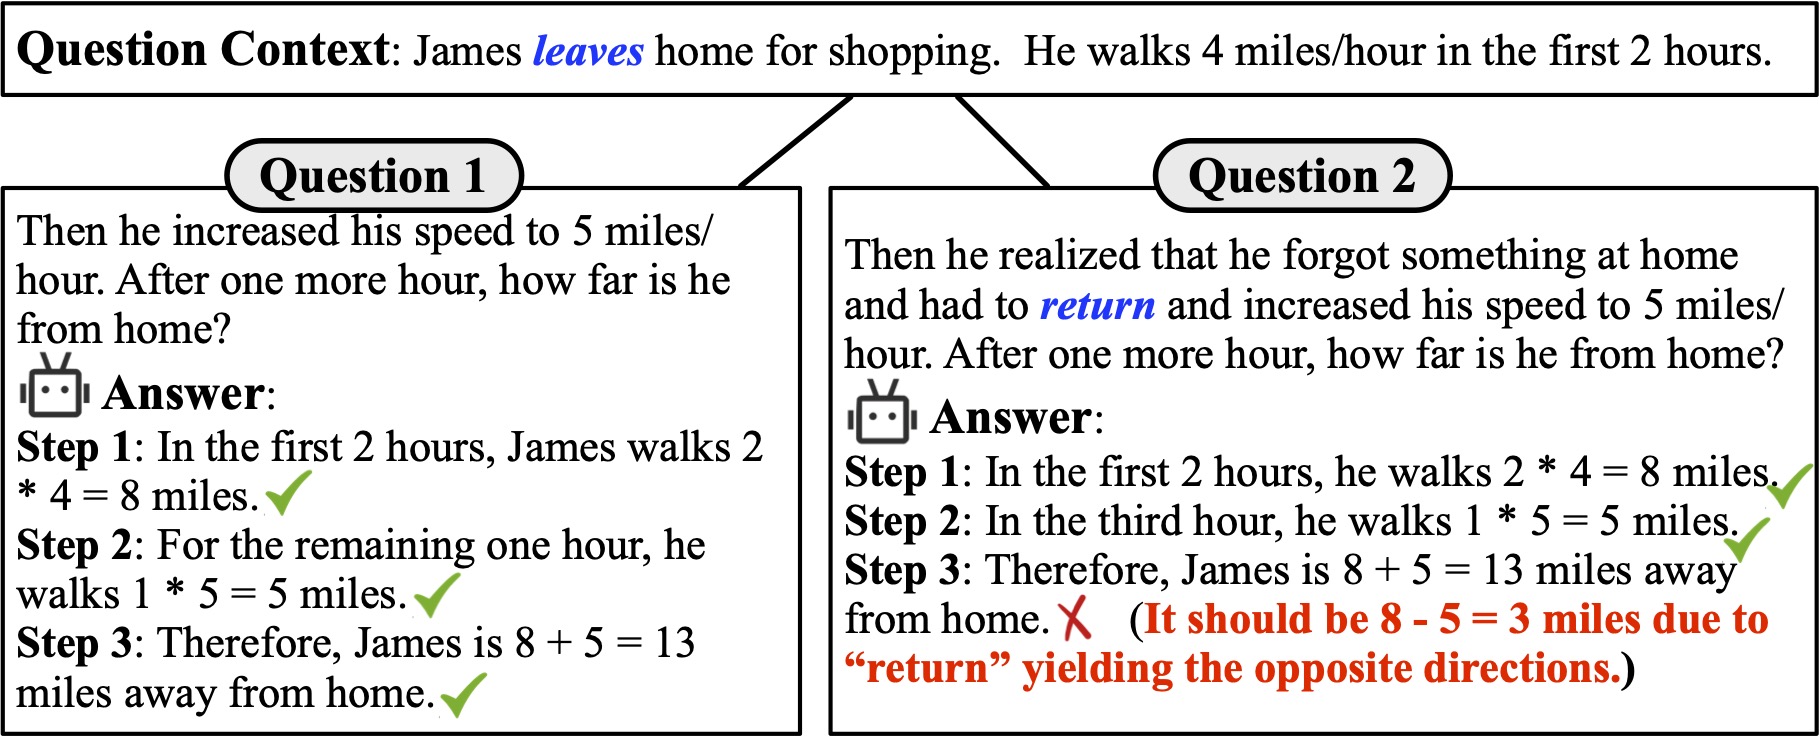 Question Context: James leaves home for shopping.  He walks 4 miles/hour in the first 2 hours.
Question 1
Then he increased his speed to 5 miles/
hour. After one more hour, how far is he
from home?
Answer:
Step 1: In the first 2 hours, James walks 2
* 4 = 8 miles.
Step 2: For the remaining one hour, he
walks 1 * 5 = 5 miles.
Step 3: Therefore, James is 8 + 5 = 13
miles away from home.
Question 2
Then he realized that he forgot something at home
and had to return and increased his speed to 5 miles/
hour. After one more hour, how far is he from home?
Answer:
Step 1: In the first 2 hours, he walks 2 * 4 = 8 miles.
Step 2: In the third hour, he walks 1 * 5 = 5 miles.
Step 3: Therefore, James is 8 + 5 = 13 miles away
from home. (It should be 8 - 5 = 3 miles due to
“return” yielding the opposite directions.)